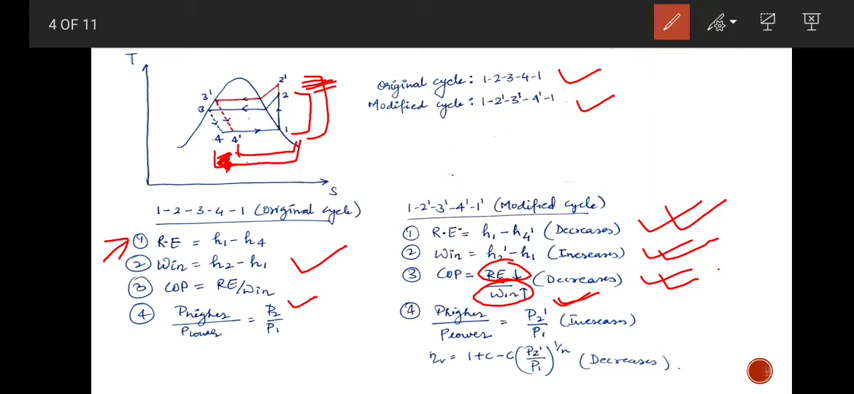 4 OF 11
T
2'
3'
2
3
1
4 4'
S
Original cycle: 1-2-3-4-1
Modified cycle: 1-2'-3'-4'-1
1-2-3-4-1 (Original cycle)
① R.E = h₁-h₄
② Win = h₂-h₁
③ COP = RE/Win
④ Phigher/Plower = P₂/P₁
1-2'-3'-4'-1' (Modified cycle)
① R.E = h₁-h₄' (Decreases)
② Win = h₂'-h₁ (Increases)
③ COP = RE↓/Win↑ (Decreases)
④ Phigher/Plower = P₂'/P₁ (Increases)
ηᵥ = 1+C-C(P₂'/P₁)^1/n (Decreases).